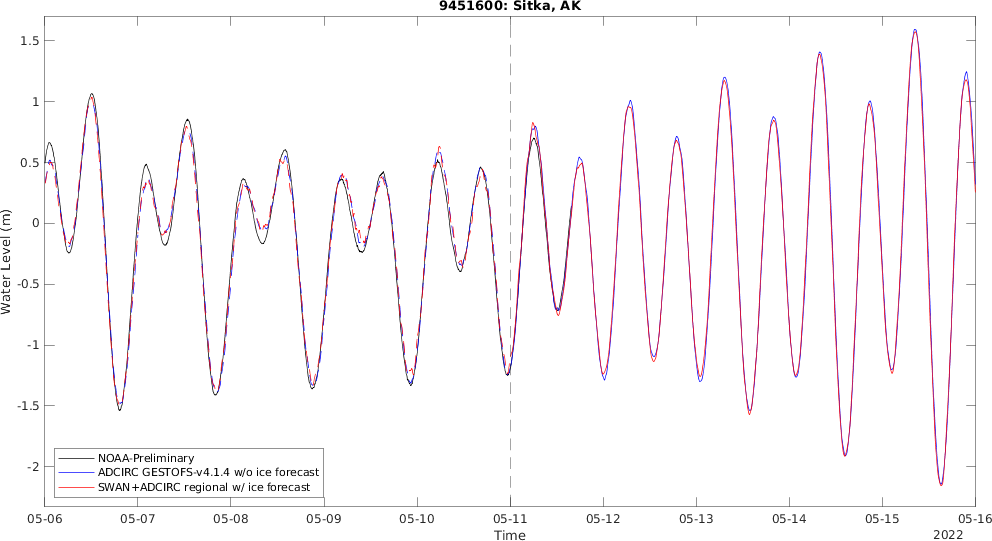 9451600: Sitka, AK
Water Level (m)
1.5
1
0.5
0
-0.5
-1
-1.5
-2
NOAA-Preliminary
ADCIRC GESTOFS-v4.1.4 w/o ice forecast
SWAN+ADCIRC regional w/ ice forecast
05-06 05-07 05-08 05-09 05-10 05-11 05-12 05-13 05-14 05-15 05-16
Time
2022